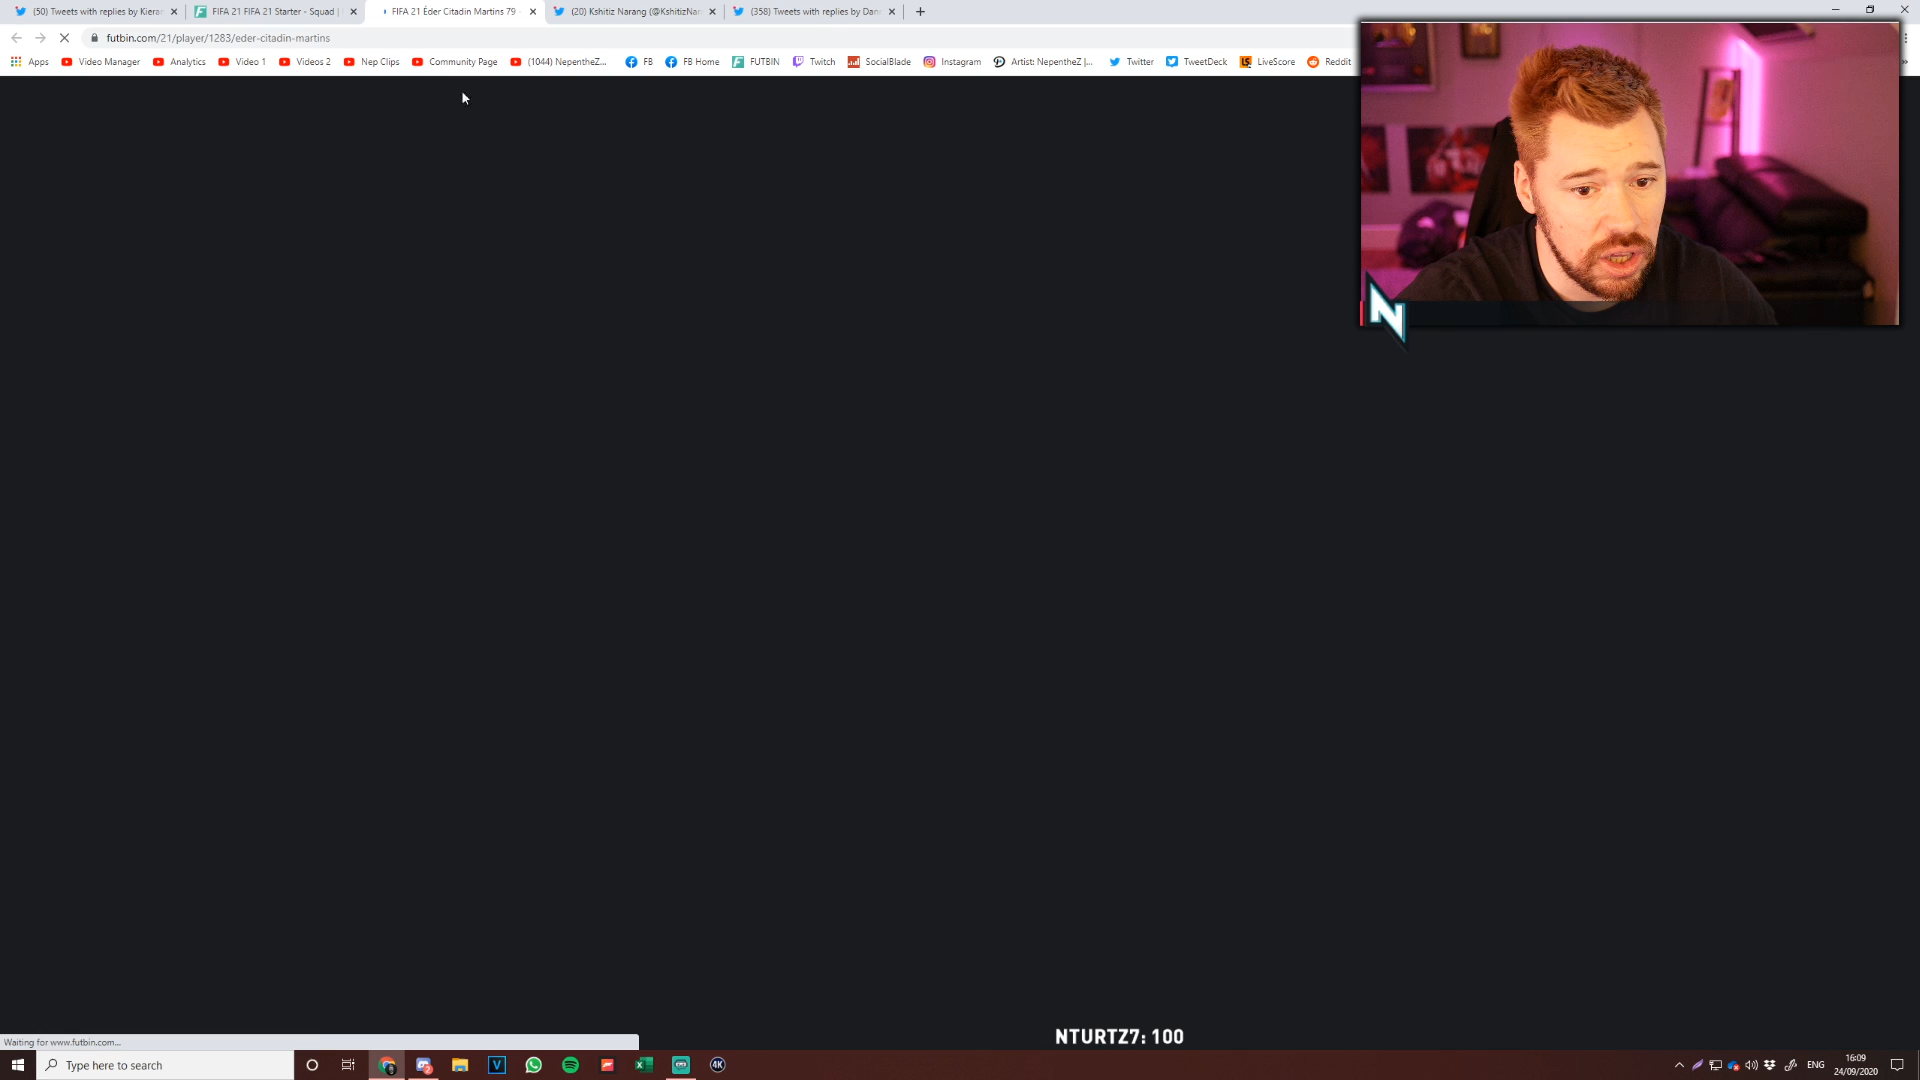 (50) Tweets with replies by Kieran
FIFA 21 FIFA 21 Starter - Squad |
FIFA 21 Éder Citadin Martins 79 -
(20) Kshitiz Narang (@KshitizNar
(358) Tweets with replies by Dan
futbin.com/21/player/1283/eder-citadin-martins
Apps
Video Manager
Analytics
Video 1
Videos 2
Nep Clips
Community Page
(1044) NepentheZ...
FB
FB Home
FUTBIN
Twitch
SocialBlade
Instagram
Artist: NepentheZ |...
Twitter
TweetDeck
LiveScore
Reddit
N
NTURTZ7: 100
Waiting for www.futbin.com...
Type here to search
4K
ENG
16:09
24/09/2020